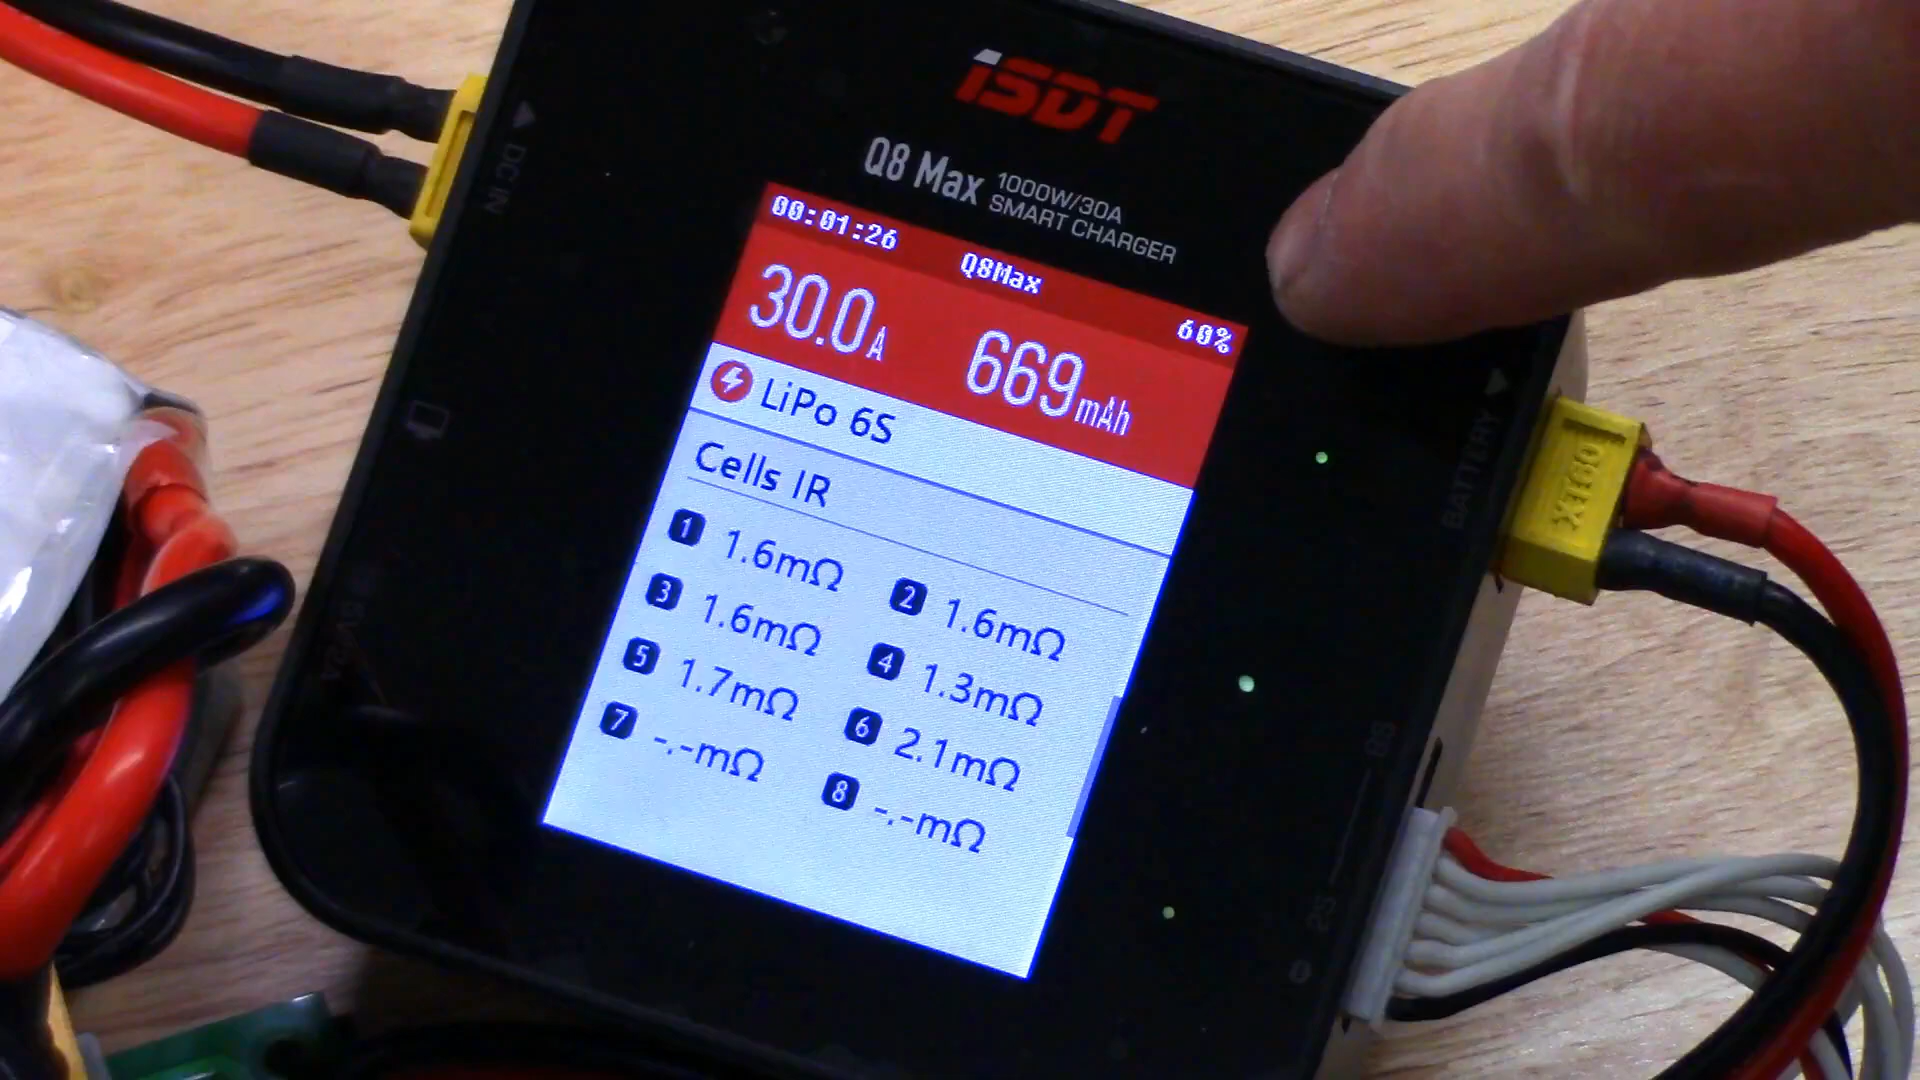 iSDT
Q8 Max 1000W/30A
SMART CHARGER
DC IN
00:01:26 Q8Max 60%
30.0A 669mAh
LiPo 6S
Cells IR
1 1.6mΩ 2 1.6mΩ
3 1.6mΩ 4 1.3mΩ
5 1.7mΩ 6 2.1mΩ
7 -.-mΩ 8 -.-mΩ
BATTERY
XT60
8S
2S